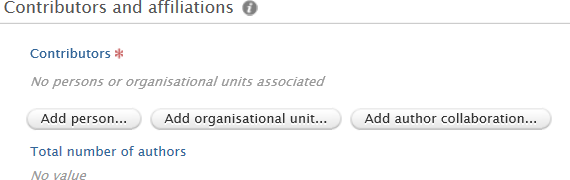 Contributors and affiliations
Contributors *
No persons or organisational units associated
Add person... Add organisational unit... Add author collaboration...
Total number of authors
No value